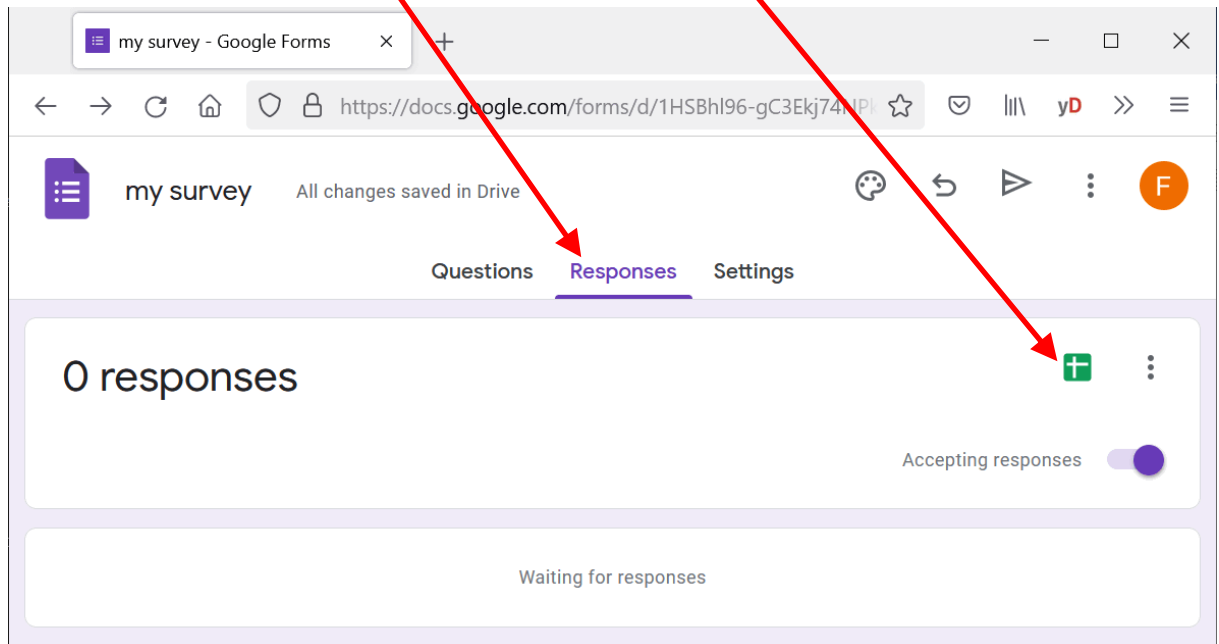 my survey - Google Forms
https://docs.google.com/forms/d/1HSBhl96-gC3Ekj74
yD
my survey All changes saved in Drive
F
Questions Responses Settings
0 responses
Accepting responses
Waiting for responses